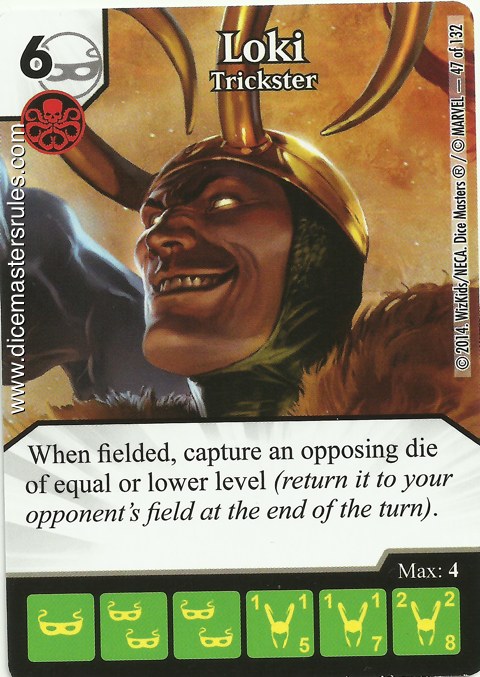 6
Loki
Trickster
47 of 132
© 2014. WizKids/NECA. Dice Masters ® / © MARVEL —
www.dicemastersrules.com
When fielded, capture an opposing die
of equal or lower level (return it to your
opponent's field at the end of the turn).
Max: 4
1 1 5
1 1 7
2 2 8